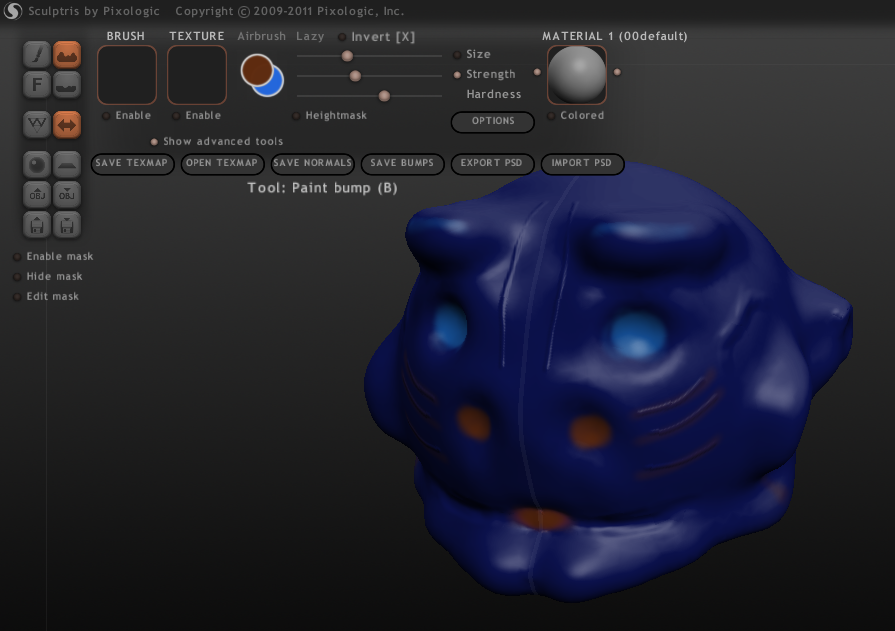 Sculptris by Pixologic Copyright © 2009-2011 Pixologic, Inc.
BRUSH TEXTURE Airbrush Lazy Invert [X] MATERIAL 1 (00default)
Size
F Strength
Hardness
Enable Enable Heightmask OPTIONS Colored
Show advanced tools
SAVE TEXMAP OPEN TEXMAP SAVE NORMALS SAVE BUMPS EXPORT PSD IMPORT PSD
Tool: Paint bump (B)
OBJ OBJ
Enable mask
Hide mask
Edit mask